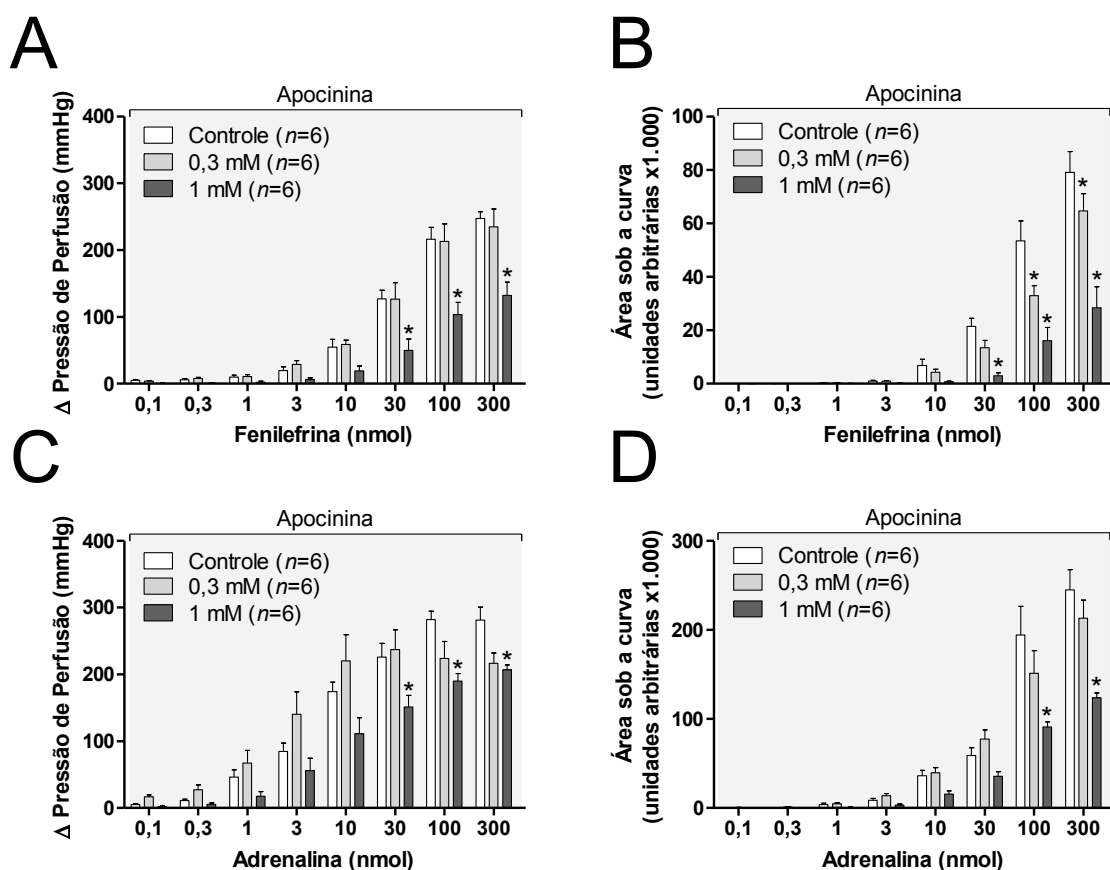 A
Apocinina
Δ Pressão de Perfusão (mmHg)
400
300
200
100
0
Controle (n=6)
0,3 mM (n=6)
1 mM (n=6)
* * *
0,1 0,3 1 3 10 30 100 300
Fenilefrina (nmol)
B
Apocinina
Área sob a curva
(unidades arbitrárias x1.000)
100
80
60
40
20
0
Controle (n=6)
0,3 mM (n=6)
1 mM (n=6)
* * * * *
0,1 0,3 1 3 10 30 100 300
Fenilefrina (nmol)
C
Apocinina
Δ Pressão de Perfusão (mmHg)
400
300
200
100
0
Controle (n=6)
0,3 mM (n=6)
1 mM (n=6)
* * *
0,1 0,3 1 3 10 30 100 300
Adrenalina (nmol)
D
Apocinina
Área sob a curva
(unidades arbitrárias x1.000)
300
200
100
0
Controle (n=6)
0,3 mM (n=6)
1 mM (n=6)
* *
0,1 0,3 1 3 10 30 100 300
Adrenalina (nmol)